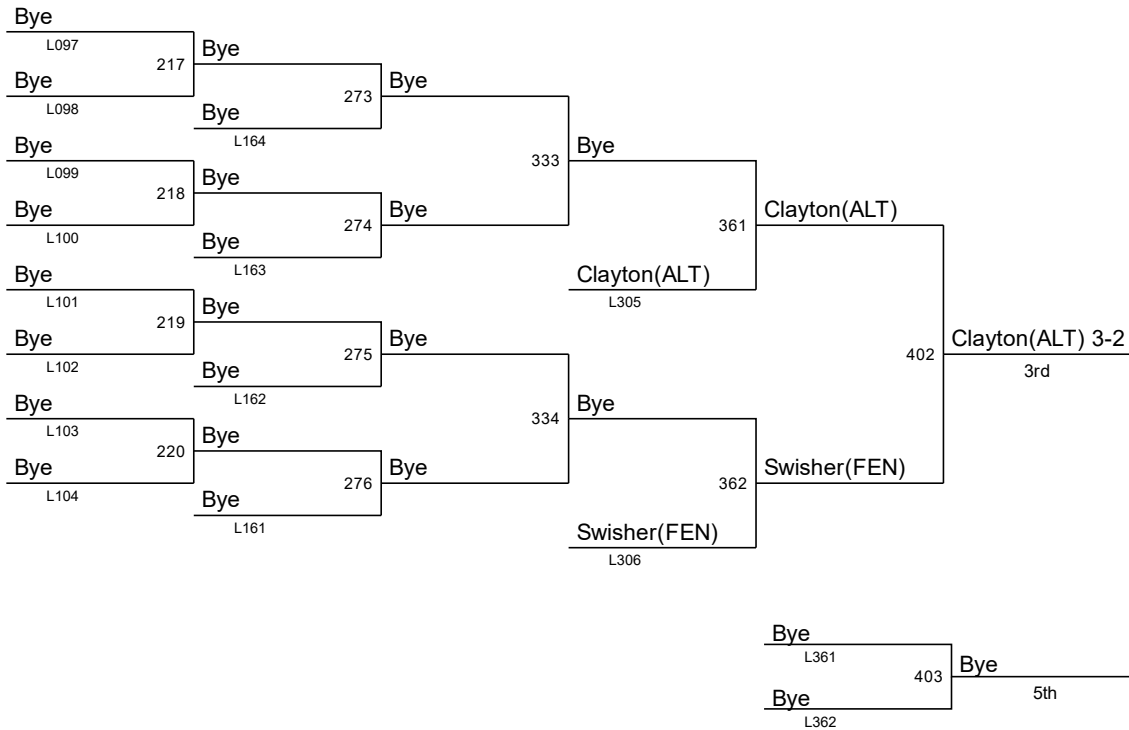 Bye
L097
217
Bye
Bye
L098
273
Bye
Bye
L164
Bye
L099
218
Bye
Bye
L100
274
Bye
Bye
L163
333
Bye
Bye
L101
219
Bye
Bye
L102
275
Bye
Bye
L162
Bye
L103
220
Bye
Bye
L104
276
Bye
Bye
L161
334
Bye
361
Clayton(ALT)
Clayton(ALT)
L305
362
Swisher(FEN)
Swisher(FEN)
L306
402
Clayton(ALT) 3-2
3rd
Bye
L361
403
Bye
5th
Bye
L362